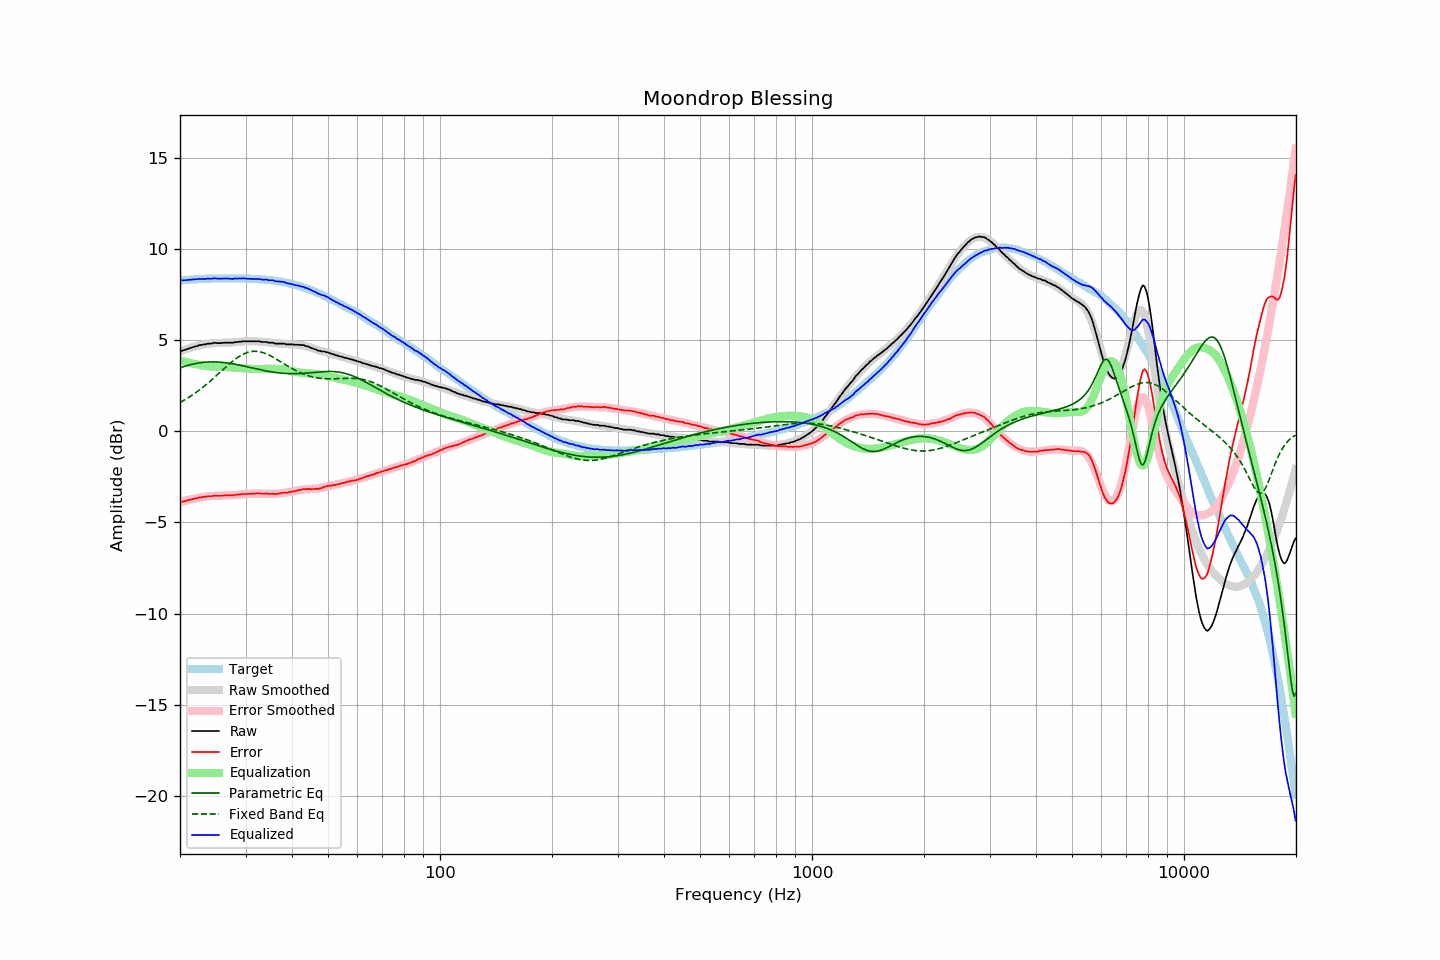 Moondrop Blessing
Amplitude (dBr)
15
10
5
0
−5
−10
−15
−20
Target
Raw Smoothed
Error Smoothed
Raw
Error
Equalization
Parametric Eq
Fixed Band Eq
Equalized
100
1000
10000
Frequency (Hz)